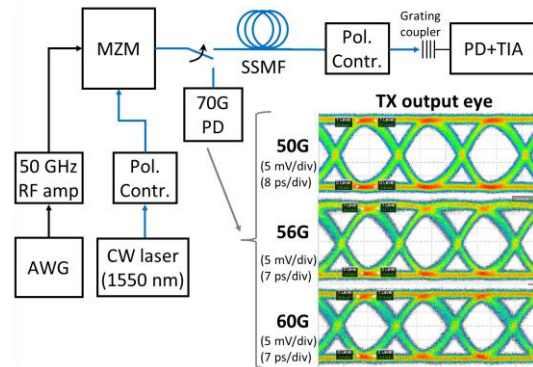 MZM
SSMF
Pol.
Contr.
Grating
coupler
PD+TIA
70G
PD
50 GHz
RF amp
Pol.
Contr.
AWG
CW laser
(1550 nm)
TX output eye
50G
(5 mV/div)
(8 ps/div)
56G
(5 mV/div)
(7 ps/div)
60G
(5 mV/div)
(7 ps/div)